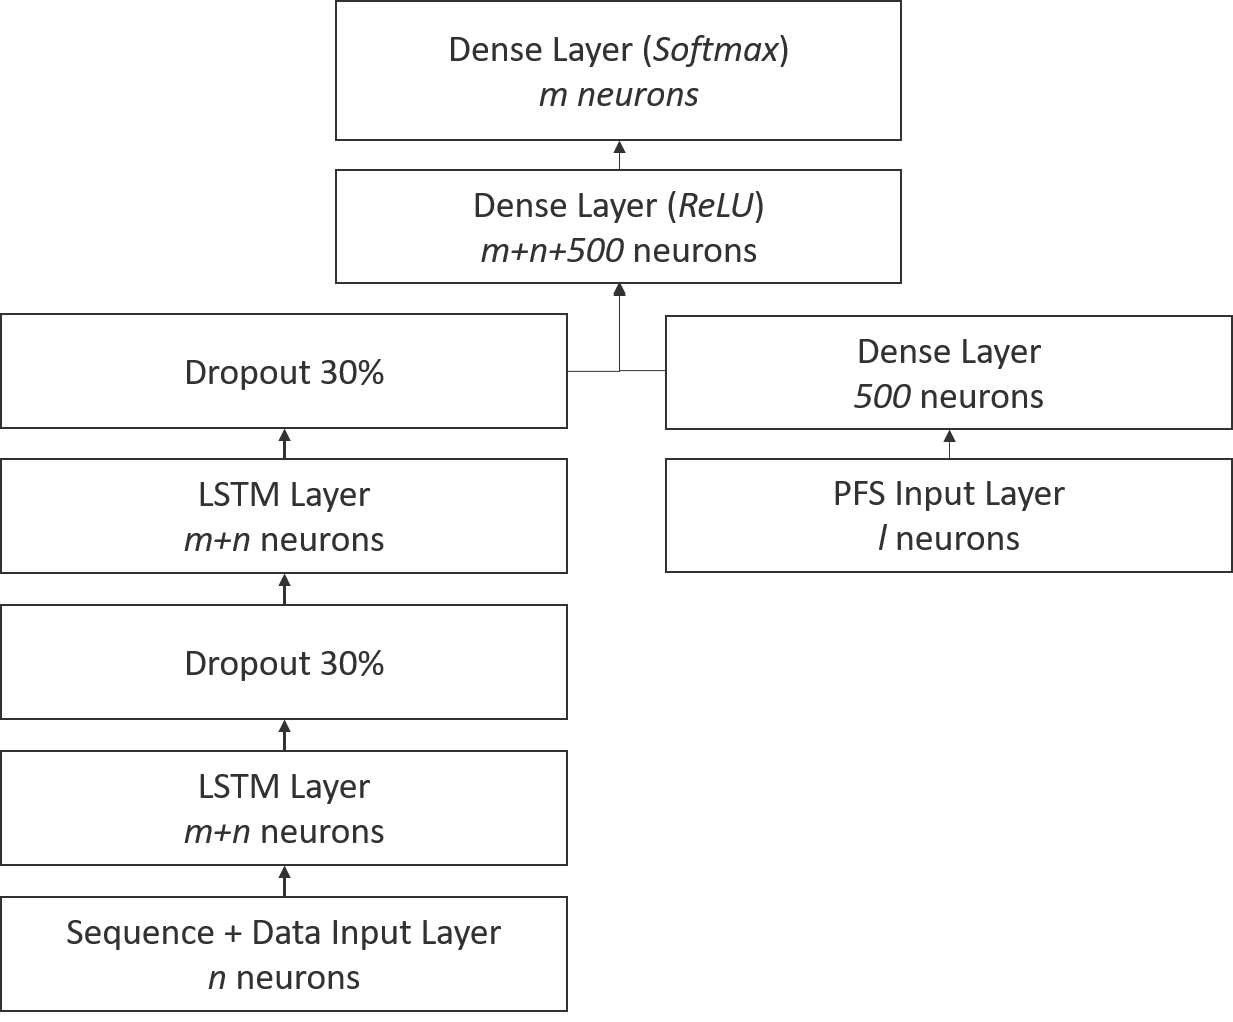 Dense Layer (Softmax)
m neurons
Dense Layer (ReLU)
m+n+500 neurons
Dropout 30%
Dense Layer
500 neurons
LSTM Layer
m+n neurons
PFS Input Layer
l neurons
Dropout 30%
LSTM Layer
m+n neurons
Sequence + Data Input Layer
n neurons